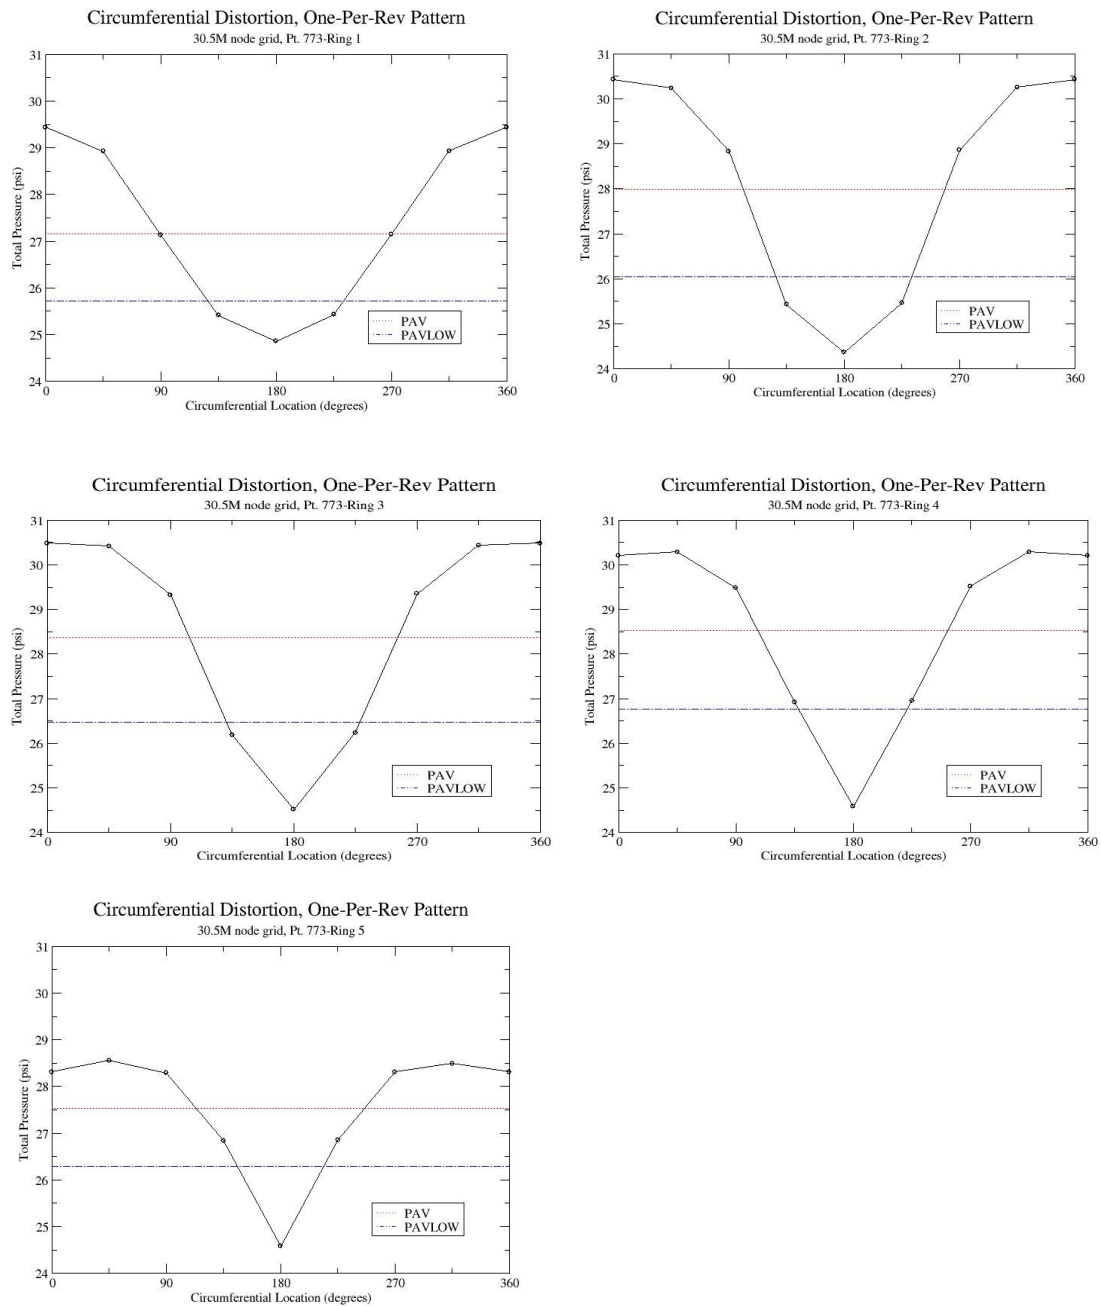 Circumferential Distortion, One-Per-Rev Pattern
30.5M node grid, Pt. 773-Ring 1
Total Pressure (psi)
31
30
29
28
27
26
25
24
PAV
PAVLOW
0 90 180 270 360
Circumferential Location (degrees)
Circumferential Distortion, One-Per-Rev Pattern
30.5M node grid, Pt. 773-Ring 2
Total Pressure (psi)
31
30
29
28
27
26
25
24
PAV
PAVLOW
0 90 180 270 360
Circumferential Location (degrees)
Circumferential Distortion, One-Per-Rev Pattern
30.5M node grid, Pt. 773-Ring 3
Total Pressure (psi)
31
30
29
28
27
26
25
24
PAV
PAVLOW
0 90 180 270 360
Circumferential Location (degrees)
Circumferential Distortion, One-Per-Rev Pattern
30.5M node grid, Pt. 773-Ring 4
Total Pressure (psi)
31
30
29
28
27
26
25
24
PAV
PAVLOW
0 90 180 270 360
Circumferential Location (degrees)
Circumferential Distortion, One-Per-Rev Pattern
30.5M node grid, Pt. 773-Ring 5
Total Pressure (psi)
31
30
29
28
27
26
25
24
PAV
PAVLOW
0 90 180 270 360
Circumferential Location (degrees)